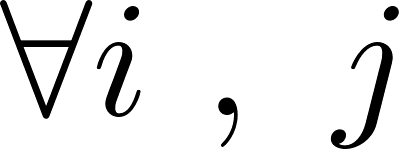 ∀i , j